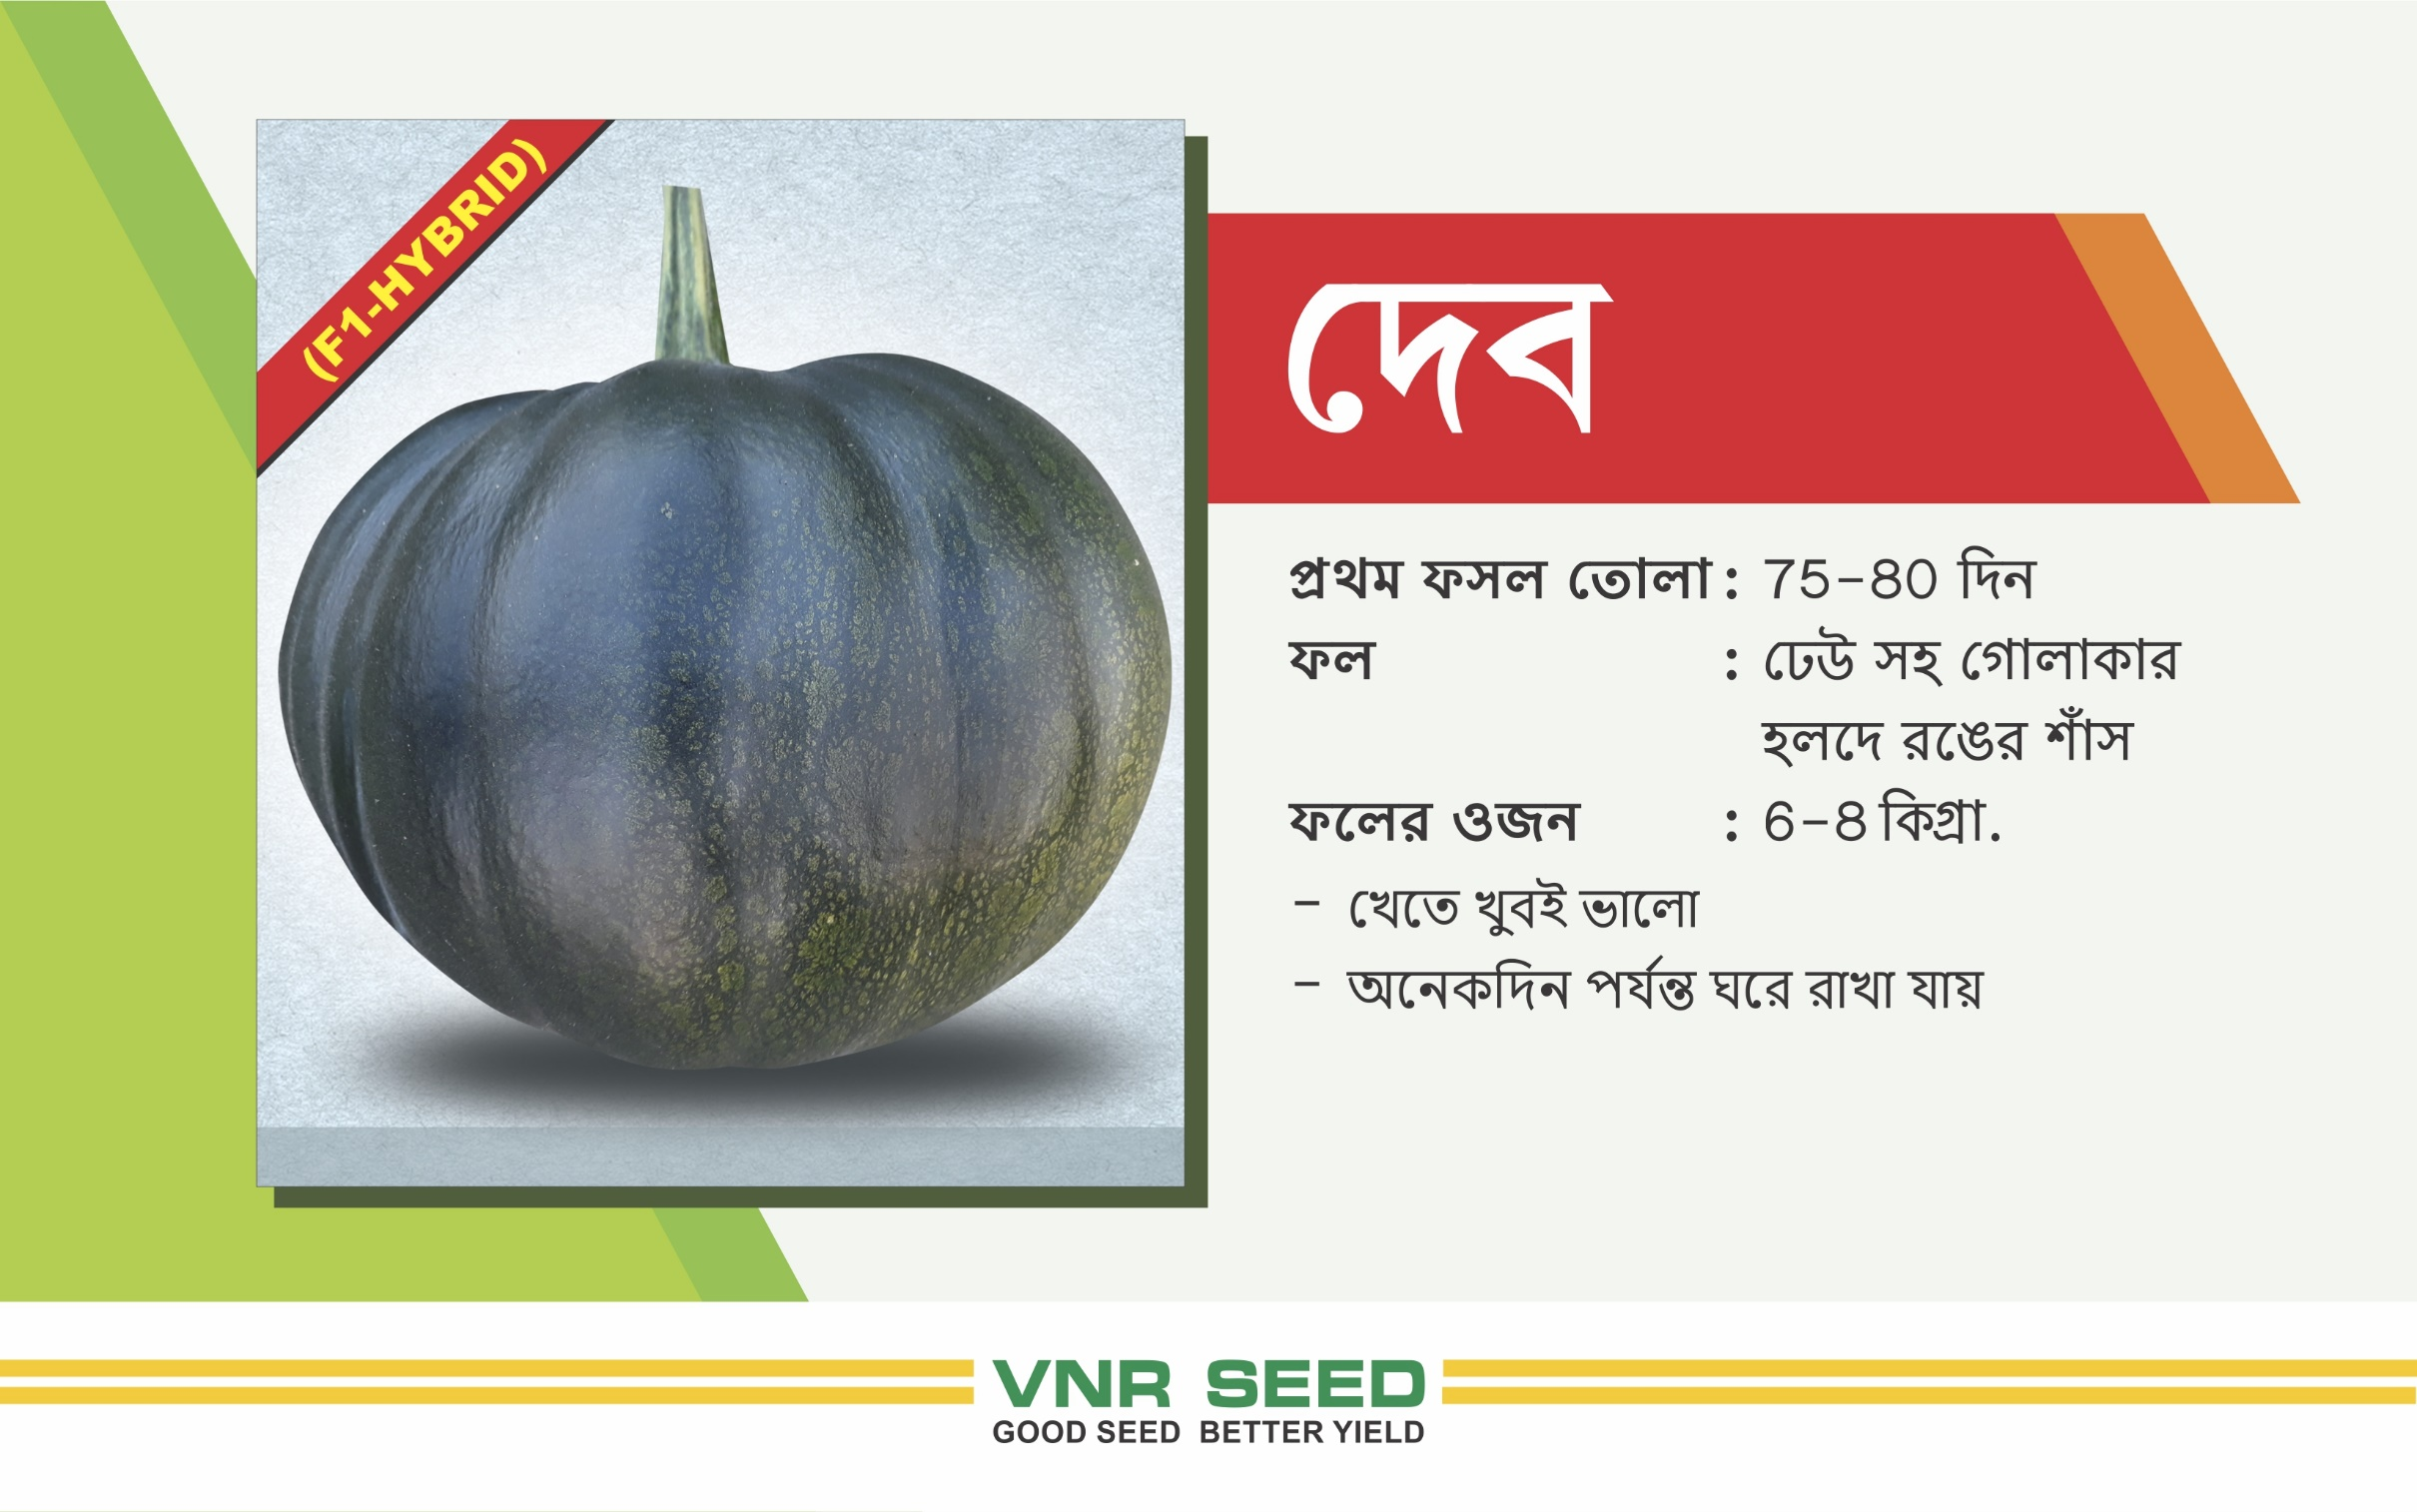 (F1-HYBRID))
দেব
প্রথম ফসল তোলা : 75-80 দিন
ফল : ঢেউ সহ গোলাকার
হলদে রঙের শাঁস
ফলের ওজন : 6-8 কিগ্রা.
- খেতে খুবই ভালো
- অনেকদিন পর্যন্ত ঘরে রাখা যায়
VNR SEED
GOOD SEED BETTER YIELD